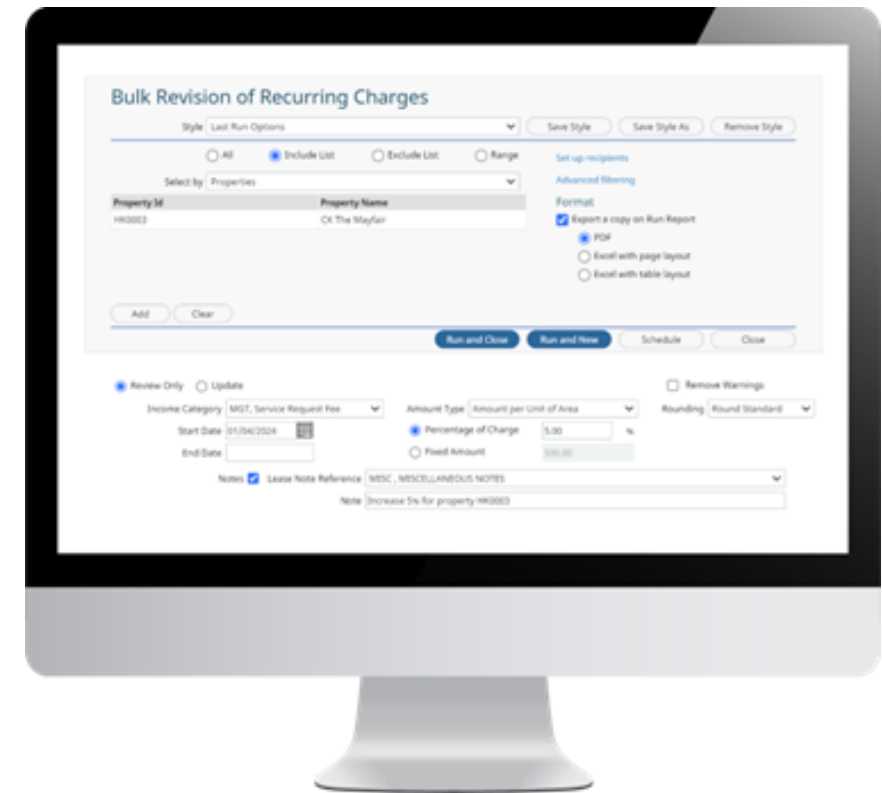 Bulk Revision of Recurring Charges
Style Last Run Options Save Style Save Style As Remove Style
All Include List Exclude List Range Set up recipients
Select by Properties Advanced filtering
Property Id Property Name Format
HK0003 CK The Mayfair Export a copy on Run Report
PDF
Excel with page layout
Excel with table layout
Add Clear
Run and Close Run and New Schedule Close
Review Only Update Remove Warnings
Income Category MGT, Service Request Fee Amount Type Amount per Unit of Area Rounding Round Standard
Start Date 01/04/2024 Percentage of Charge 5.00 %
End Date Fixed Amount 500.00
Notes Lease Note Reference MISC , MISCELLANEOUS NOTES
Note Increase 5% for property HK0003